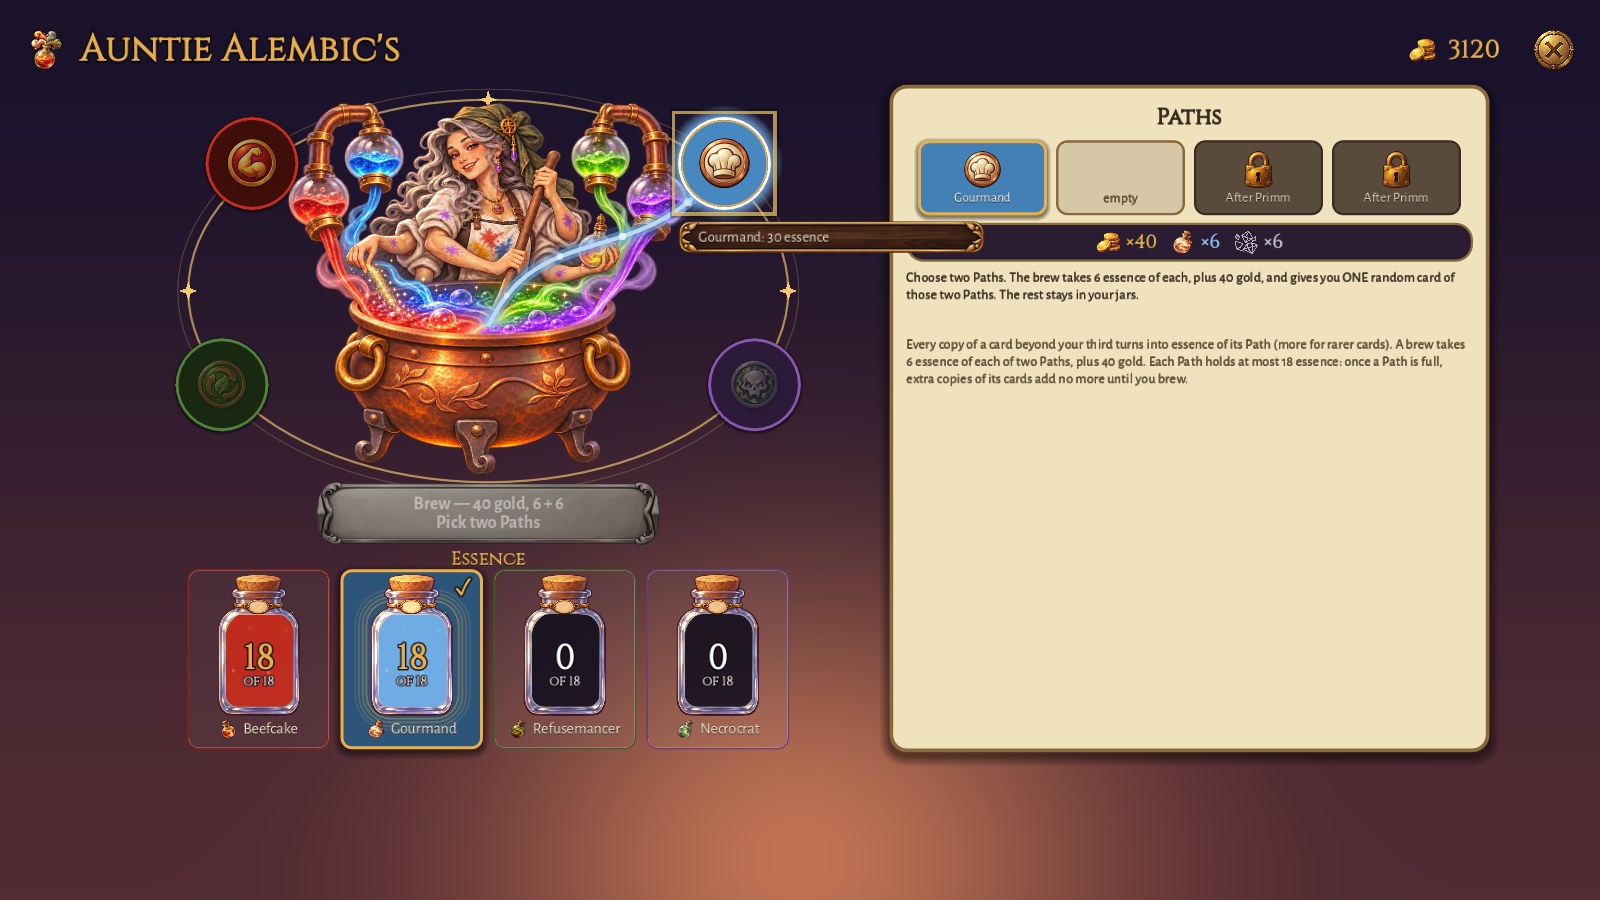 Auntie Alembic's
3120
Paths
Gourmand
empty
After Primm
After Primm
Gourmand: 30 essence
×40
×6
×6
Choose two Paths. The brew takes 6 essence of each, plus 40 gold, and gives you ONE random card of
those two Paths. The rest stays in your jars.
Every copy of a card beyond your third turns into essence of its Path (more for rarer cards). A brew takes
6 essence of each of two Paths, plus 40 gold. Each Path holds at most 18 essence: once a Path is full,
extra copies of its cards add no more until you brew.
Brew — 40 gold, 6 + 6
Pick two Paths
Essence
18
OF 18
Beefcake
18
OF 18
Gourmand
0
OF 18
Refusemancer
0
OF 18
Necrocrat